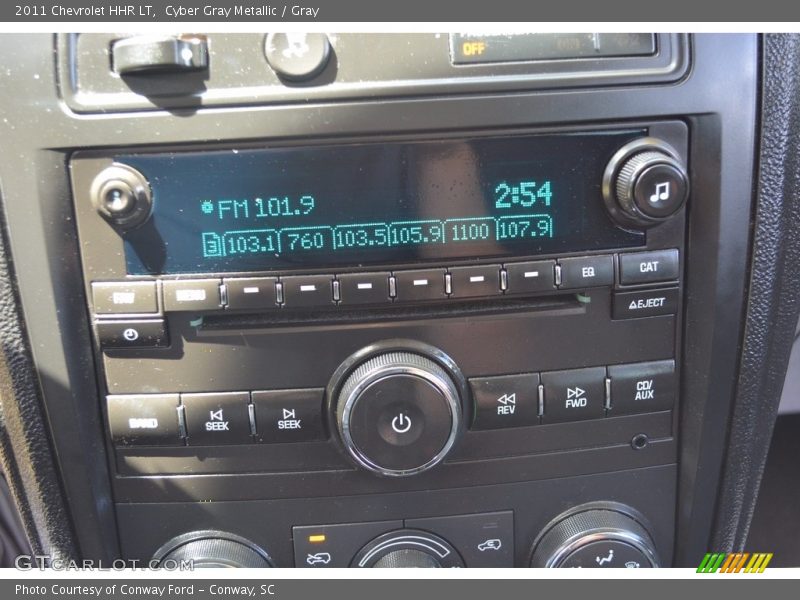 2011 Chevrolet HHR LT,  Cyber Gray Metallic / Gray
OFF
FM 101.9
2:54
3 103.1 760 103.5 105.9 1100 107.9
EQ
CAT
EJECT
BAND
SEEK
SEEK
REV
FWD
CD/
AUX
GTCARLOT.COM
Photo Courtesy of Conway Ford – Conway, SC